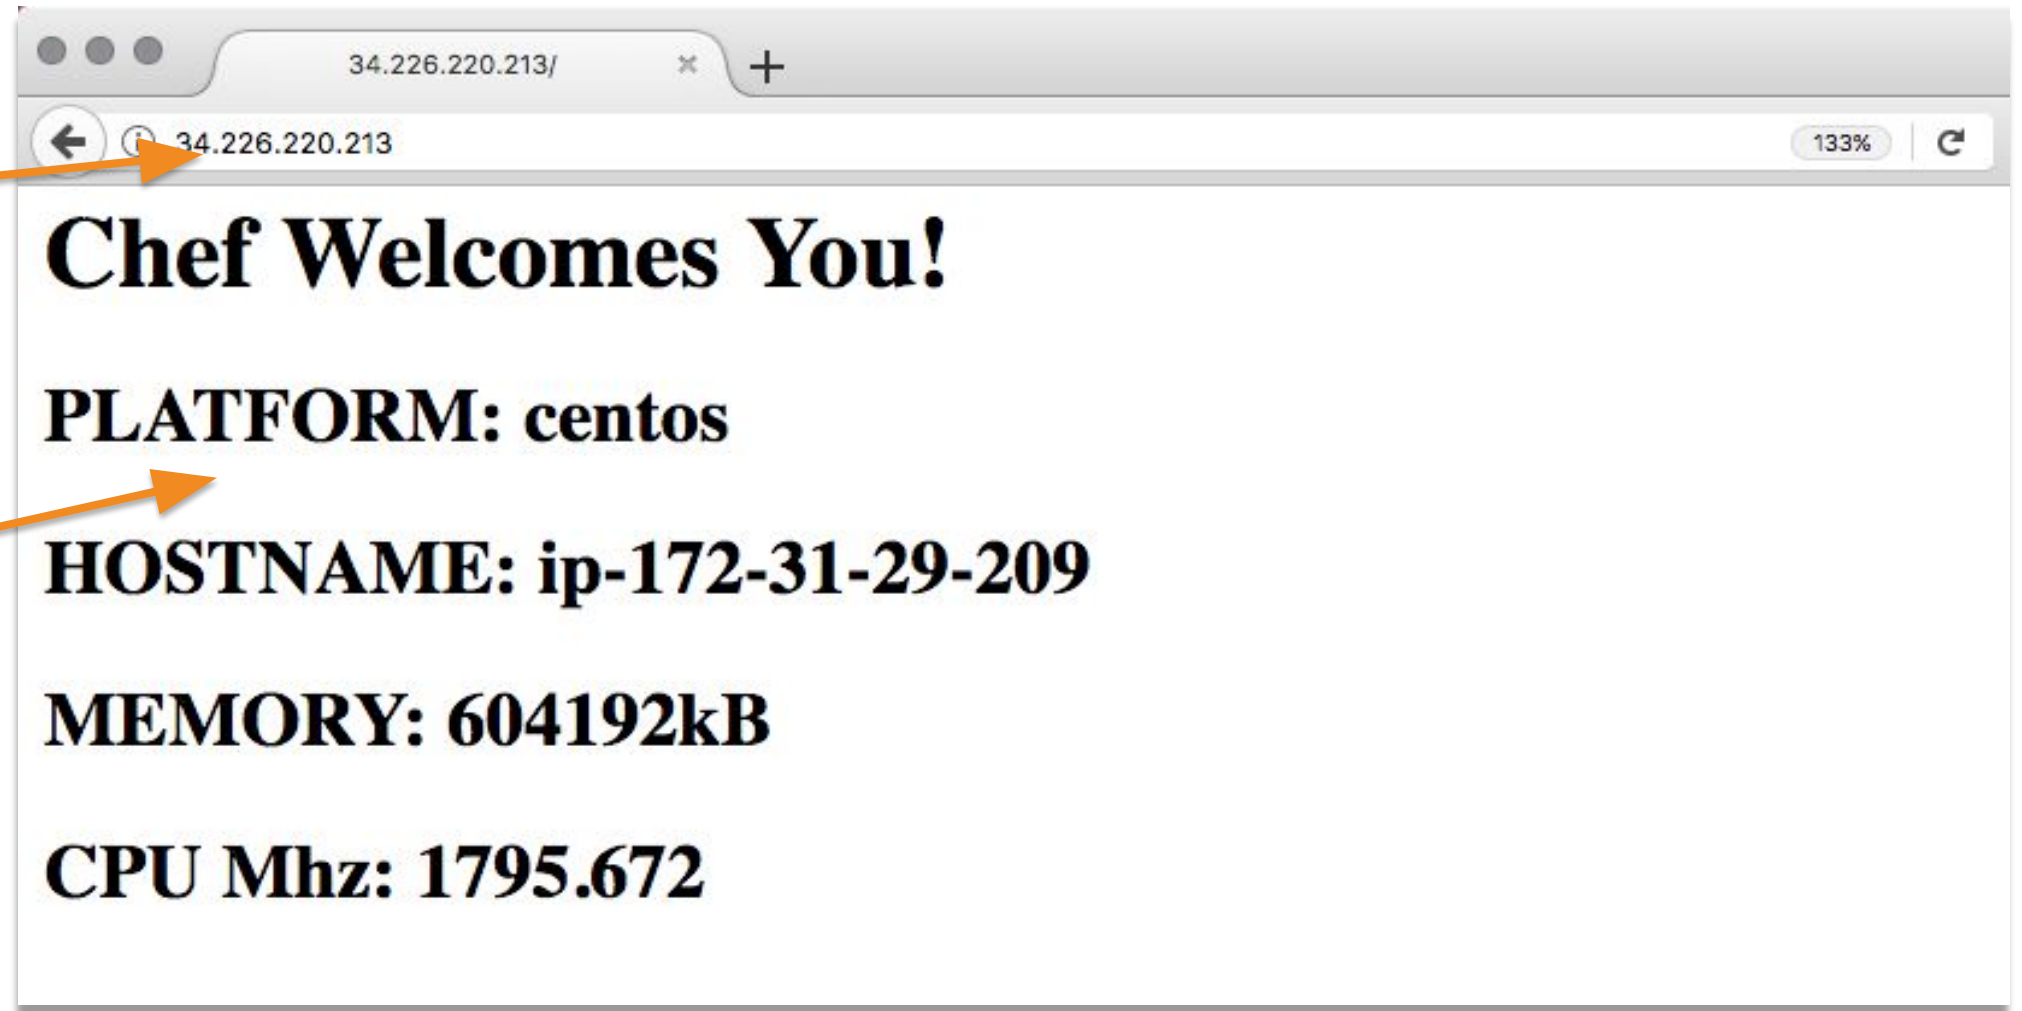 34.226.220.213/
34.226.220.213
133%
Chef Welcomes You!
PLATFORM: centos
HOSTNAME: ip-172-31-29-209
MEMORY: 604192kB
CPU Mhz: 1795.672